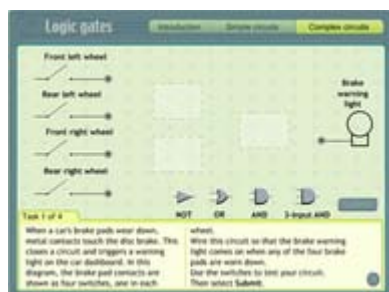 Logic gates
Introduction
Simple circuits
Complex circuits
Front left wheel
Rear left wheel
Front right wheel
Rear right wheel
Brake
warning
light
NOT
OR
AND
3-input AND
Task 1 of 4
When a car's brake pads wear down,
metal contacts touch the disc brake. This
closes a circuit and triggers a warning
light on the car dashboard. In this
diagram, the brake pad contacts are
shown as four switches, one in each
wheel.
Wire this circuit so that the brake warning
light comes on when any of the four brake
pads are worn down.
Use the switches to test your circuit.
Then select Submit.